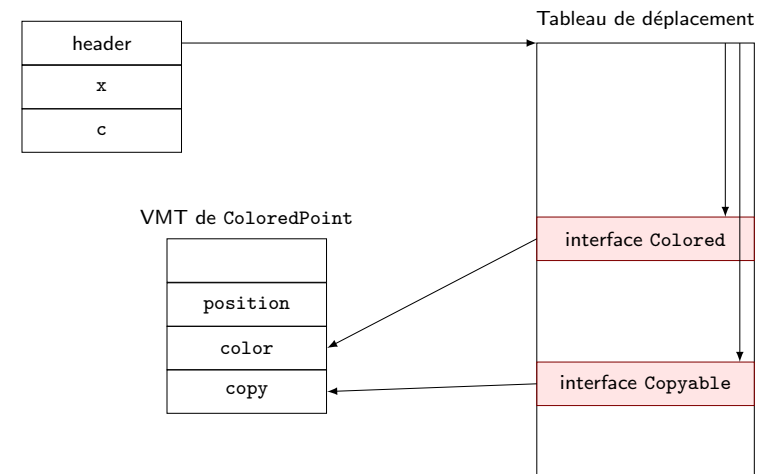 Tableau de déplacement
header
x
c
VMT de ColoredPoint
interface Colored
position
color
copy
interface Copyable